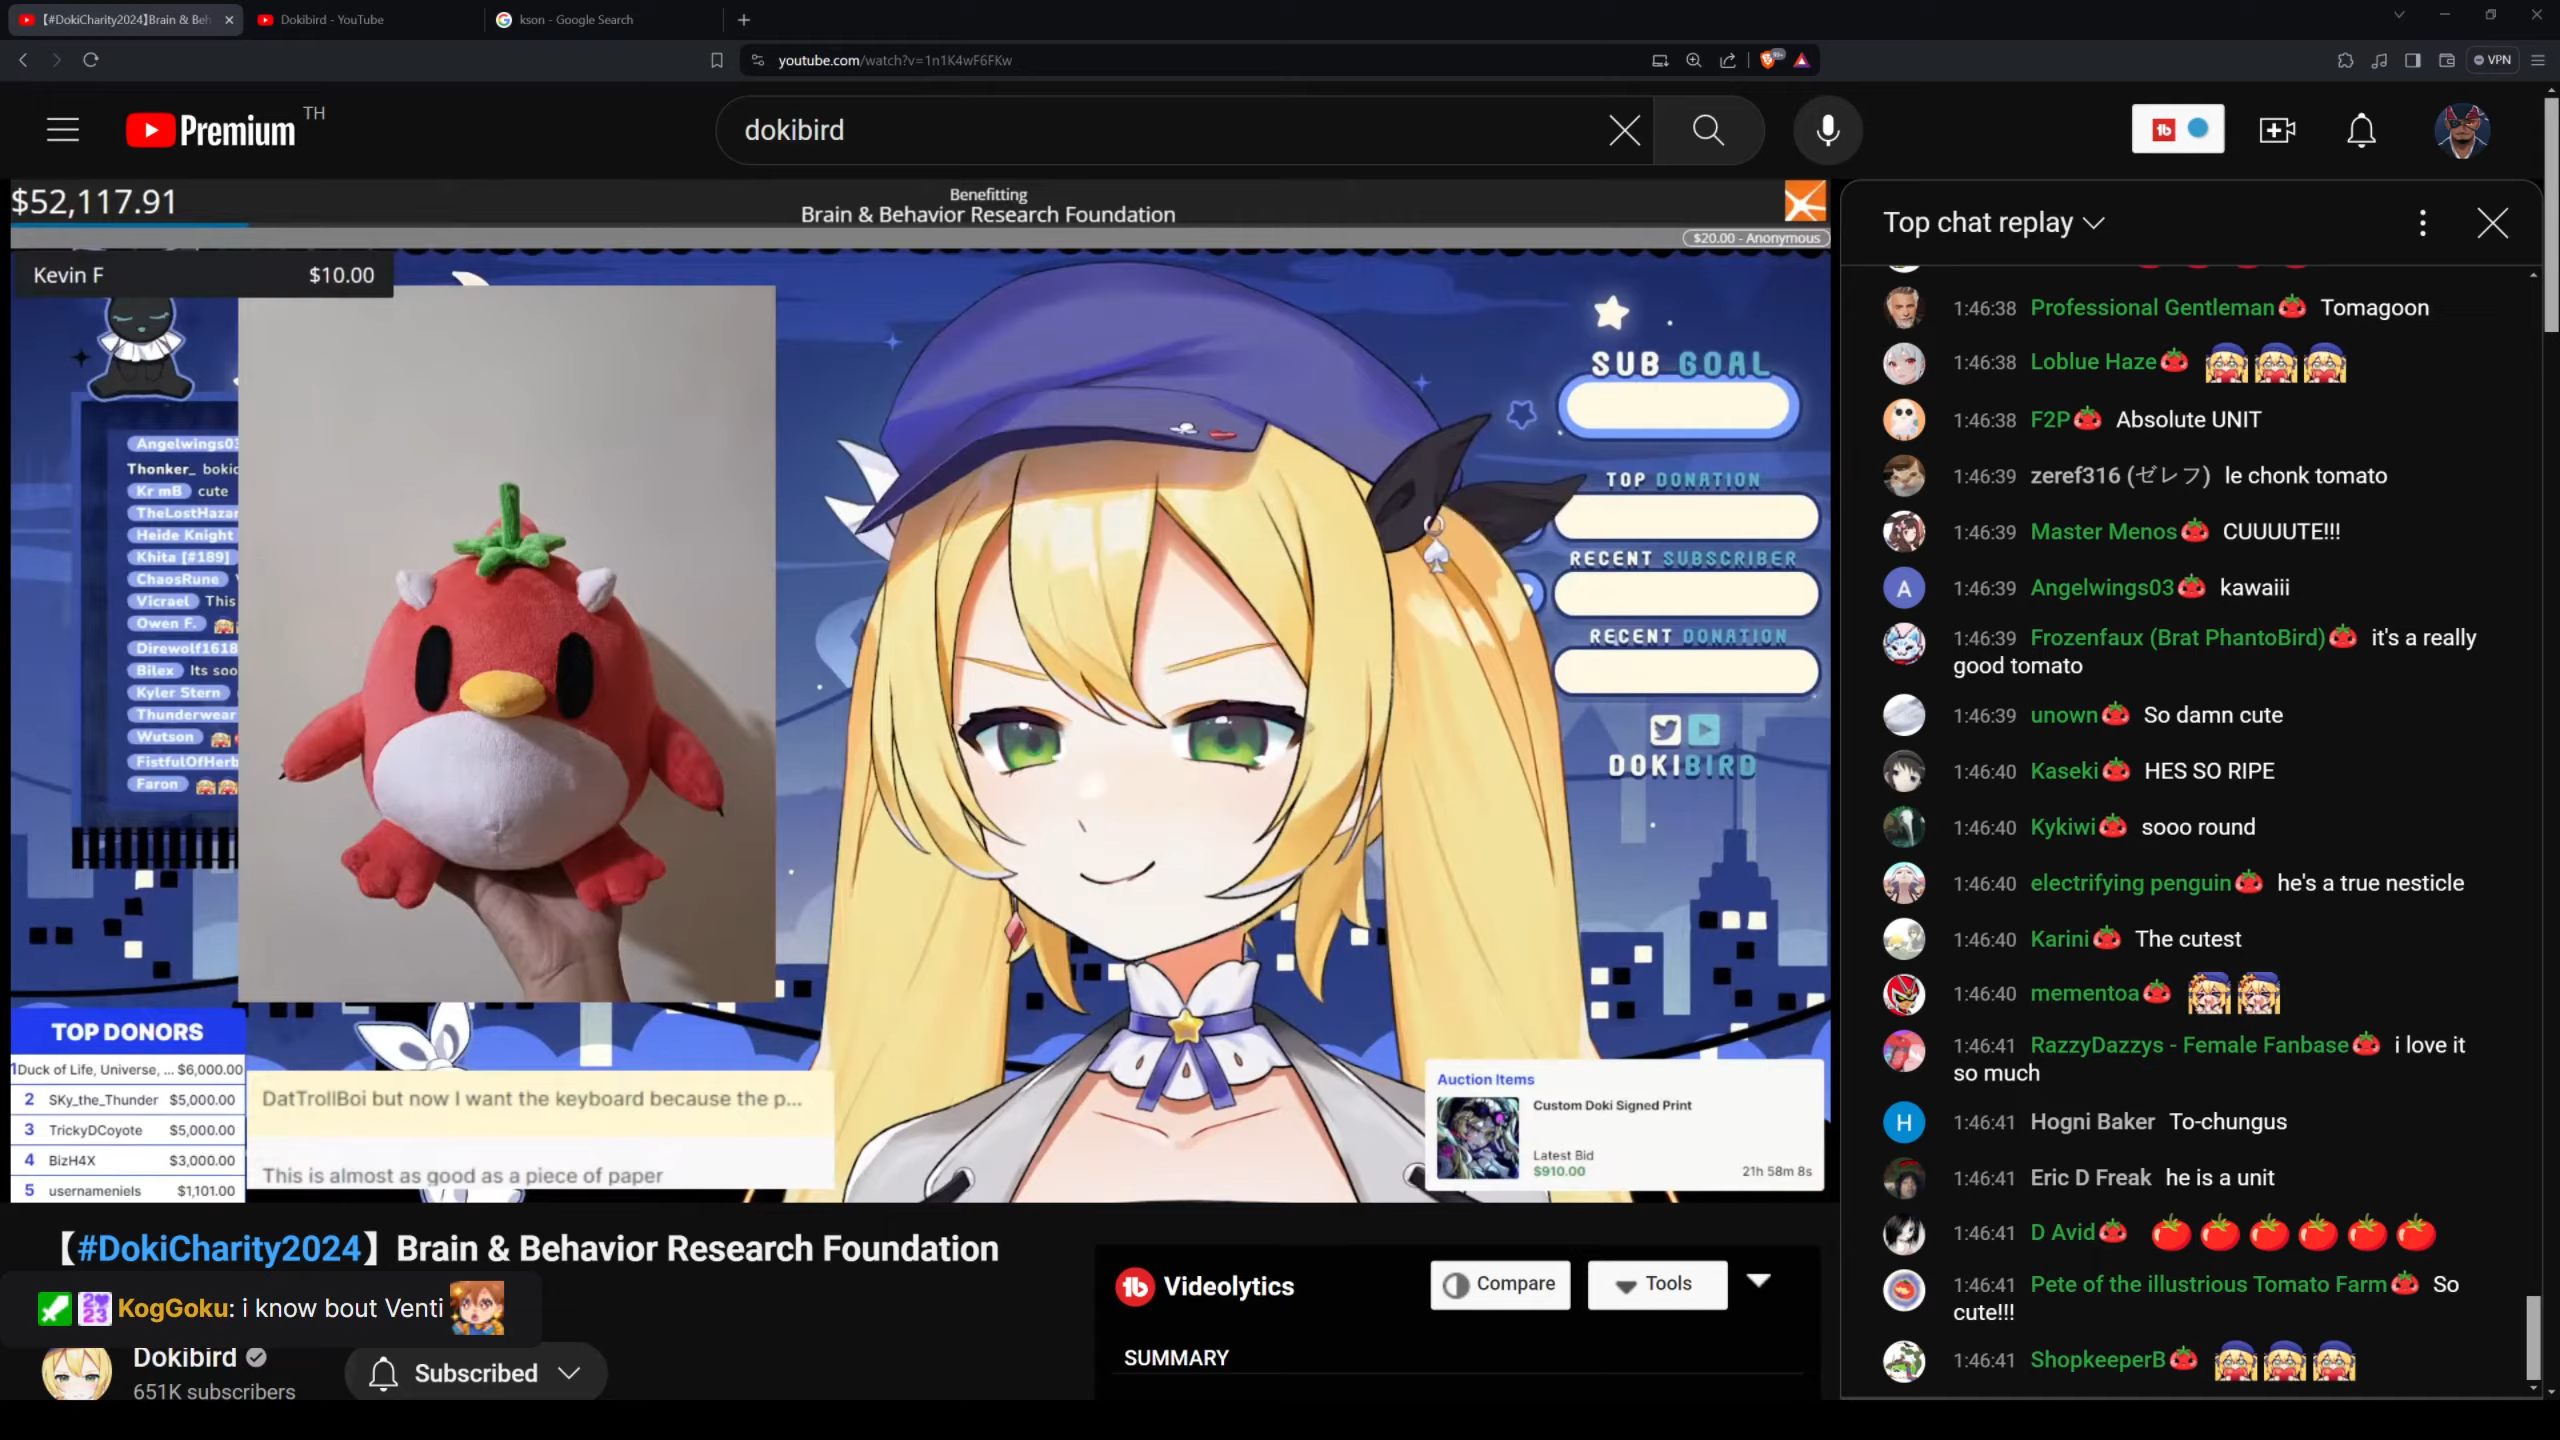 【#DokiCharity2024】Brain & Beh
Dokibird - YouTube
kson - Google Search
youtube.com/watch?v=1n1K4wF6FKw
VPN
Premium
TH
dokibird
$52,117.91
Benefitting
Brain & Behavior Research Foundation
$20.00 - Anonymous
Kevin F $10.00
Angelwings03
Thonker_ bokic
Kr mB cute
TheLostHazar
Heide Knight
Khita [#189]
ChaosRune
Vicrael This
Owen F.
Direwolf1618
Bilex Its soo
Kyler Stern
Thunderwear
Wutson
FistfulOfHerb
Faron
SUB GOAL
TOP DONATION
RECENT SUBSCRIBER
RECENT DONATION
DOKIBIRD
TOP DONORS
1 Duck of Life, Universe, ... $6,000.00
2 SKy_the_Thunder $5,000.00
3 TrickyDCoyote $5,000.00
4 BizH4X $3,000.00
5 usernameniels $1,101.00
DatTrollBoi but now I want the keyboard because the p...
This is almost as good as a piece of paper
Auction Items
Custom Doki Signed Print
Latest Bid
$910.00
21h 58m 8s
Top chat replay
1:46:38 Professional Gentleman🍅 Tomagoon
1:46:38 Loblue Haze🍅
1:46:38 F2P🍅 Absolute UNIT
1:46:39 zeref316 (ゼレフ) le chonk tomato
1:46:39 Master Menos🍅 CUUUUTE!!!
A
1:46:39 Angelwings03🍅 kawaiii
1:46:39 Frozenfaux (Brat PhantoBird)🍅 it's a really
good tomato
1:46:39 unown🍅 So damn cute
1:46:40 Kaseki🍅 HES SO RIPE
1:46:40 Kykiwi🍅 sooo round
1:46:40 electrifying penguin🍅 he's a true nesticle
1:46:40 Karini🍅 The cutest
1:46:40 mementoa🍅
1:46:41 RazzyDazzys - Female Fanbase🍅 i love it
so much
H
1:46:41 Hogni Baker To-chungus
1:46:41 Eric D Freak he is a unit
1:46:41 D Avid🍅 🍅🍅🍅🍅🍅🍅
1:46:41 Pete of the illustrious Tomato Farm🍅 So
cute!!!
1:46:41 ShopkeeperB🍅
【#DokiCharity2024】Brain & Behavior Research Foundation
KogGoku: i know bout Venti
Dokibird
651K subscribers
Subscribed
Videolytics
Compare
Tools
SUMMARY